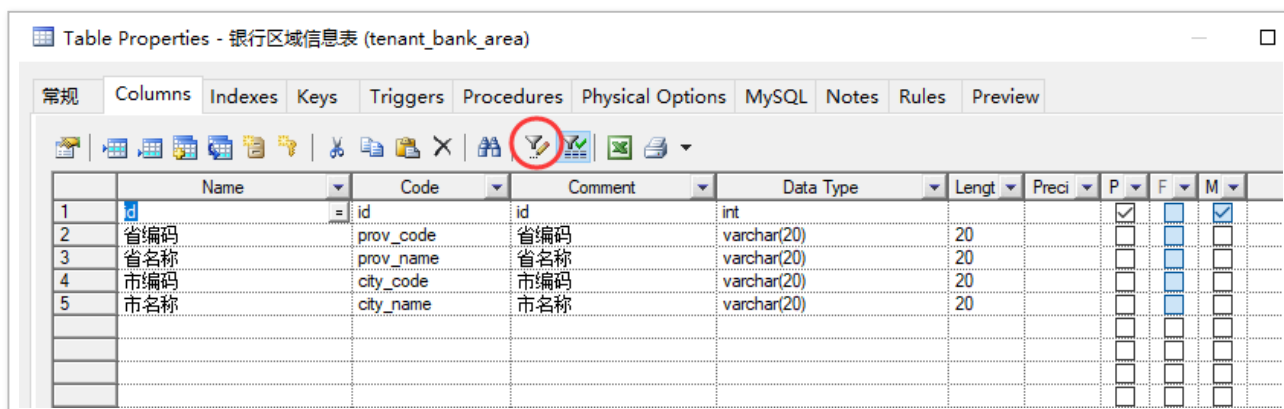 Table Properties - 银行区域信息表 (tenant_bank_area)
常规 Columns Indexes Keys Triggers Procedures Physical Options MySQL Notes Rules Preview
Name Code Comment Data Type Lengt Preci P F M
1 id = id id int
2 省编码 prov_code 省编码 varchar(20) 20
3 省名称 prov_name 省名称 varchar(20) 20
4 市编码 city_code 市编码 varchar(20) 20
5 市名称 city_name 市名称 varchar(20) 20